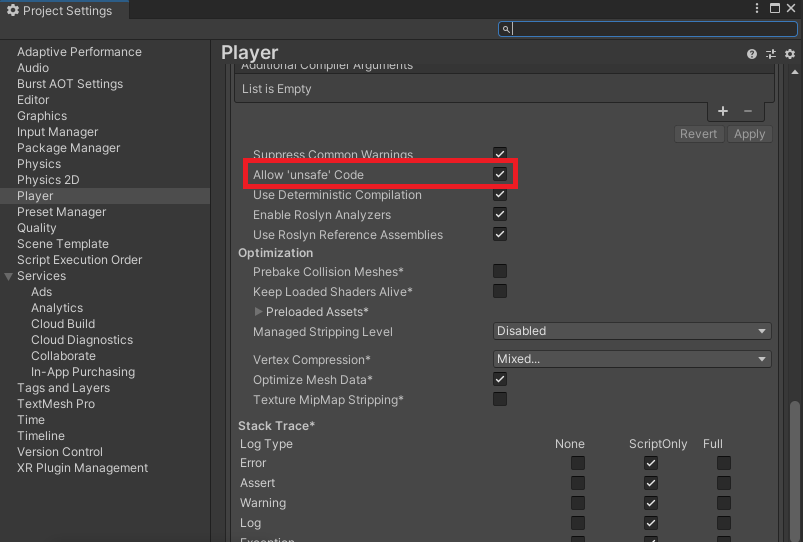 Project Settings
Adaptive Performance
Audio
Burst AOT Settings
Editor
Graphics
Input Manager
Package Manager
Physics
Physics 2D
Player
Preset Manager
Quality
Scene Template
Script Execution Order
Services
Ads
Analytics
Cloud Build
Cloud Diagnostics
Collaborate
In-App Purchasing
Tags and Layers
TextMesh Pro
Time
Timeline
Version Control
XR Plugin Management
Player
Additional Compiler Arguments
List is Empty
Revert Apply
Suppress Common Warnings
Allow 'unsafe' Code
Use Deterministic Compilation
Enable Roslyn Analyzers
Use Roslyn Reference Assemblies
Optimization
Prebake Collision Meshes*
Keep Loaded Shaders Alive*
Preloaded Assets*
Managed Stripping Level Disabled
Vertex Compression* Mixed...
Optimize Mesh Data*
Texture MipMap Stripping*
Stack Trace*
Log Type None ScriptOnly Full
Error
Assert
Warning
Log
Exception